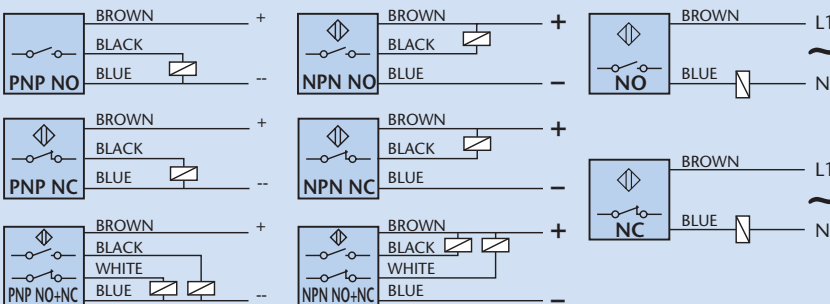 BROWN +
BLACK
BLUE --
PNP NO
BROWN +
BLACK
BLUE --
PNP NC
BROWN +
BLACK
WHITE
BLUE --
PNP NO+NC
BROWN +
BLACK
BLUE –
NPN NO
BROWN +
BLACK
BLUE –
NPN NC
BROWN +
BLACK
WHITE
BLUE –
NPN NO+NC
BROWN L1
~
BLUE N
NO
BROWN L1
~
BLUE N
NC